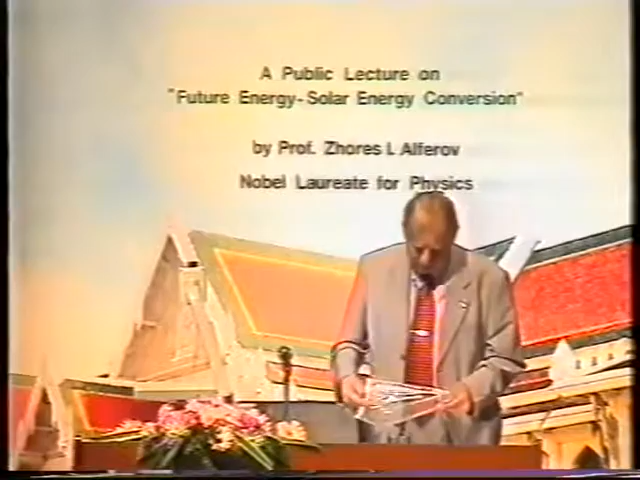 A Public Lecture on
"Future Energy-Solar Energy Conversion"
by Prof. Zhores I. Alferov
Nobel Laureate for Physics